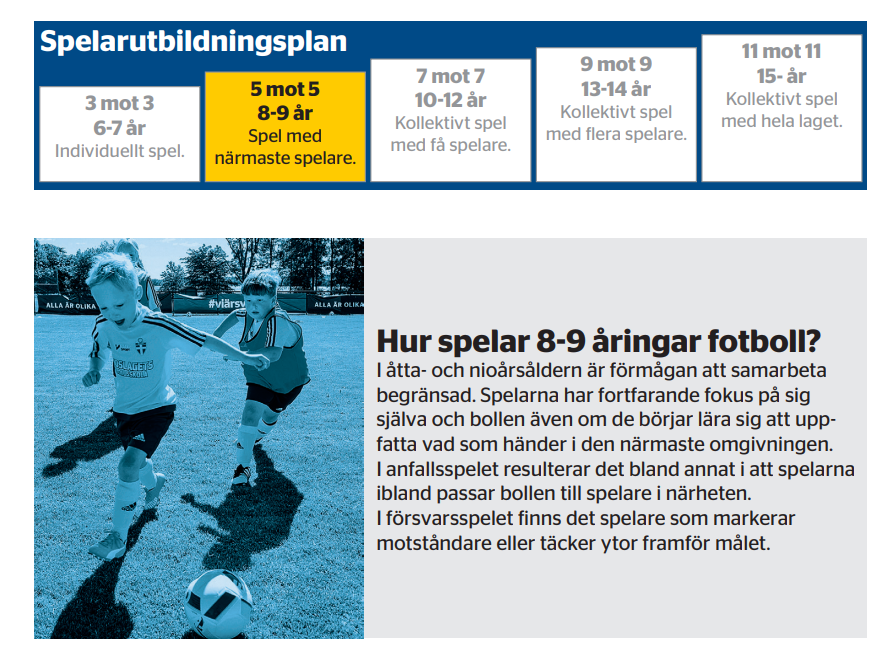 Spelarutbildningsplan
3 mot 3
6-7 år
Individuellt spel.
5 mot 5
8-9 år
Spel med
närmaste spelare.
7 mot 7
10-12 år
Kollektivt spel
med få spelare.
9 mot 9
13-14 år
Kollektivt spel
med flera spelare.
11 mot 11
15- år
Kollektivt spel
med hela laget.
ALLA ÄR OLIKA
#viärsv
ALLA ÄR OLIKA
Hur spelar 8-9 åringar fotboll?
I åtta- och nioårsåldern är förmågan att samarbeta
begränsad. Spelarna har fortfarande fokus på sig
själva och bollen även om de börjar lära sig att upp-
fatta vad som händer i den närmaste omgivningen.
I anfallsspelet resulterar det bland annat i att spelarna
ibland passar bollen till spelare i närheten.
I försvarsspelet finns det spelare som markerar
motståndare eller täcker ytor framför målet.